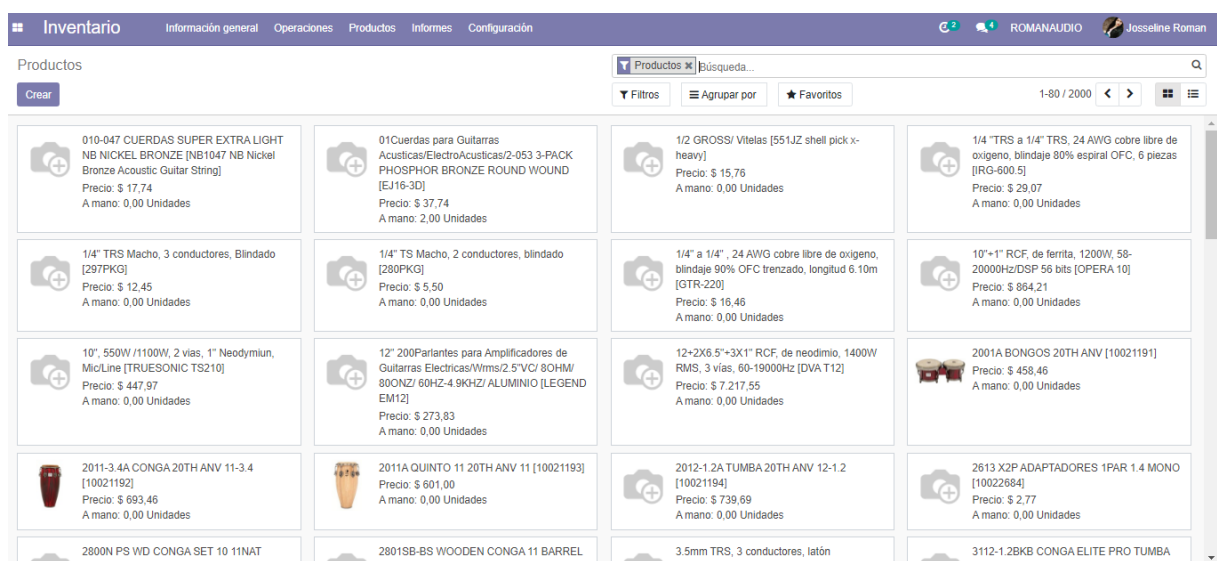 Inventario
Información general Operaciones Productos Informes Configuración
2 4 ROMANAUDIO Josseline Roman
Productos
Productos Búsqueda...
Crear
Filtros Agrupar por Favoritos
1-80 / 2000
010-047 CUERDAS SUPER EXTRA LIGHT
NB NICKEL BRONZE [NB1047 NB Nickel
Bronze Acoustic Guitar String]
Precio: $ 17,74
A mano: 0,00 Unidades
01Cuerdas para Guitarras
Acusticas/ElectroAcusticas/2-053 3-PACK
PHOSPHOR BRONZE ROUND WOUND
[EJ16-3D]
Precio: $ 37,74
A mano: 2,00 Unidades
1/2 GROSS/ Vitelas [551JZ shell pick x-
heavy]
Precio: $ 15,76
A mano: 0,00 Unidades
1/4 "TRS a 1/4" TRS, 24 AWG cobre libre de
oxigeno, blindaje 80% espiral OFC, 6 piezas
[IRG-600.5]
Precio: $ 29,07
A mano: 0,00 Unidades
1/4" TRS Macho, 3 conductores, Blindado
[297PKG]
Precio: $ 12,45
A mano: 0,00 Unidades
1/4" TS Macho, 2 conductores, blindado
[280PKG]
Precio: $ 5,50
A mano: 0,00 Unidades
1/4" a 1/4" , 24 AWG cobre libre de oxigeno,
blindaje 90% OFC trenzado, longitud 6.10m
[GTR-220]
Precio: $ 16,46
A mano: 0,00 Unidades
10"+1" RCF, de ferrita, 1200W, 58-
20000Hz/DSP 56 bits [OPERA 10]
Precio: $ 864,21
A mano: 0,00 Unidades
10", 550W /1100W, 2 vias, 1" Neodymiun,
Mic/Line [TRUESONIC TS210]
Precio: $ 447,97
A mano: 0,00 Unidades
12" 200Parlantes para Amplificadores de
Guitarras Electricas/Wrms/2.5"VC/ 8OHM/
80ONZ/ 60HZ-4.9KHZ/ ALUMINIO [LEGEND
EM12]
Precio: $ 273,83
A mano: 0,00 Unidades
12+2X6.5"+3X1" RCF, de neodimio, 1400W
RMS, 3 vías, 60-19000Hz [DVA T12]
Precio: $ 7.217,55
A mano: 0,00 Unidades
2001A BONGOS 20TH ANV [10021191]
Precio: $ 458,46
A mano: 0,00 Unidades
2011-3.4A CONGA 20TH ANV 11-3.4
[10021192]
Precio: $ 693,46
A mano: 0,00 Unidades
2011A QUINTO 11 20TH ANV 11 [10021193]
Precio: $ 601,00
A mano: 0,00 Unidades
2012-1.2A TUMBA 20TH ANV 12-1.2
[10021194]
Precio: $ 739,69
A mano: 0,00 Unidades
2613 X2P ADAPTADORES 1PAR 1.4 MONO
[10022684]
Precio: $ 2,77
A mano: 0,00 Unidades
2800N PS WD CONGA SET 10 11NAT
2801SB-BS WOODEN CONGA 11 BARREL
3.5mm TRS, 3 conductores, latón
3112-1.2BKB CONGA ELITE PRO TUMBA